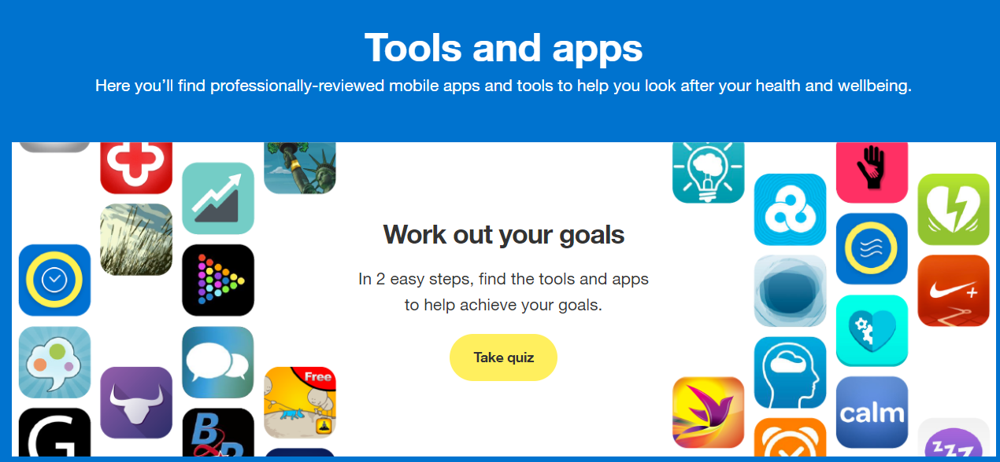 Tools and apps
Here you’ll find professionally-reviewed mobile apps and tools to help you look after your health and wellbeing.
Work out your goals
In 2 easy steps, find the tools and apps
to help achieve your goals.
Take quiz
Free
G
B
R
calm
zzz